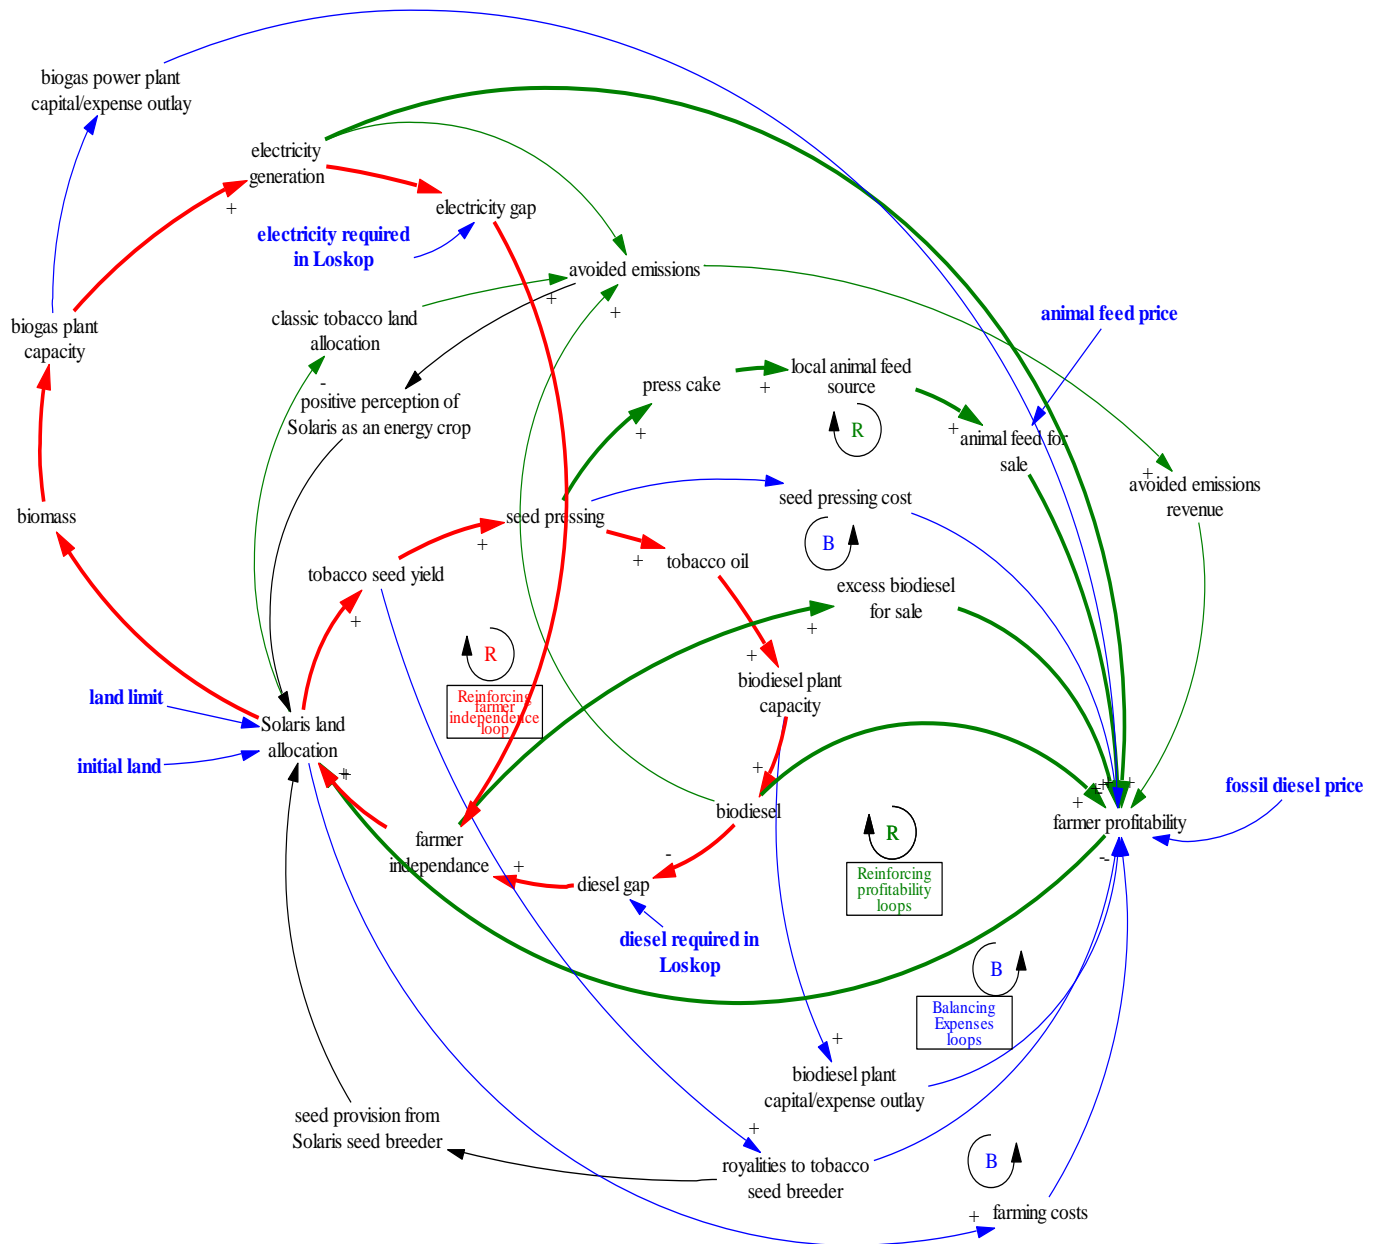 biogas power plant
capital/expense outlay
electricity
generation
+
electricity gap
electricity required
in Loskop
avoided emissions
+
+
biogas plant
capacity
classic tobacco land
allocation
-
positive perception of
Solaris as an energy crop
animal feed price
press cake
+
+
local animal feed
source
R
+
animal feed for
sale
+
avoided emissions
revenue
biomass
seed pressing
+
seed pressing cost
B
+
tobacco oil
tobacco seed yield
+
excess biodiesel
for sale
+
R
Reinforcing
farmer
independence
loop
+
biodiesel plant
capacity
land limit
Solaris land
allocation
initial land
+
+
biodiesel
+
+
+
-
farmer profitability
fossil diesel price
--
R
Reinforcing
profitability
loops
farmer
independance
+
-
diesel gap
diesel required in
Loskop
B
Balancing
Expenses
loops
+
biodiesel plant
capital/expense outlay
seed provision from
Solaris seed breeder
+
royalities to tobacco
seed breeder
B
+
farming costs